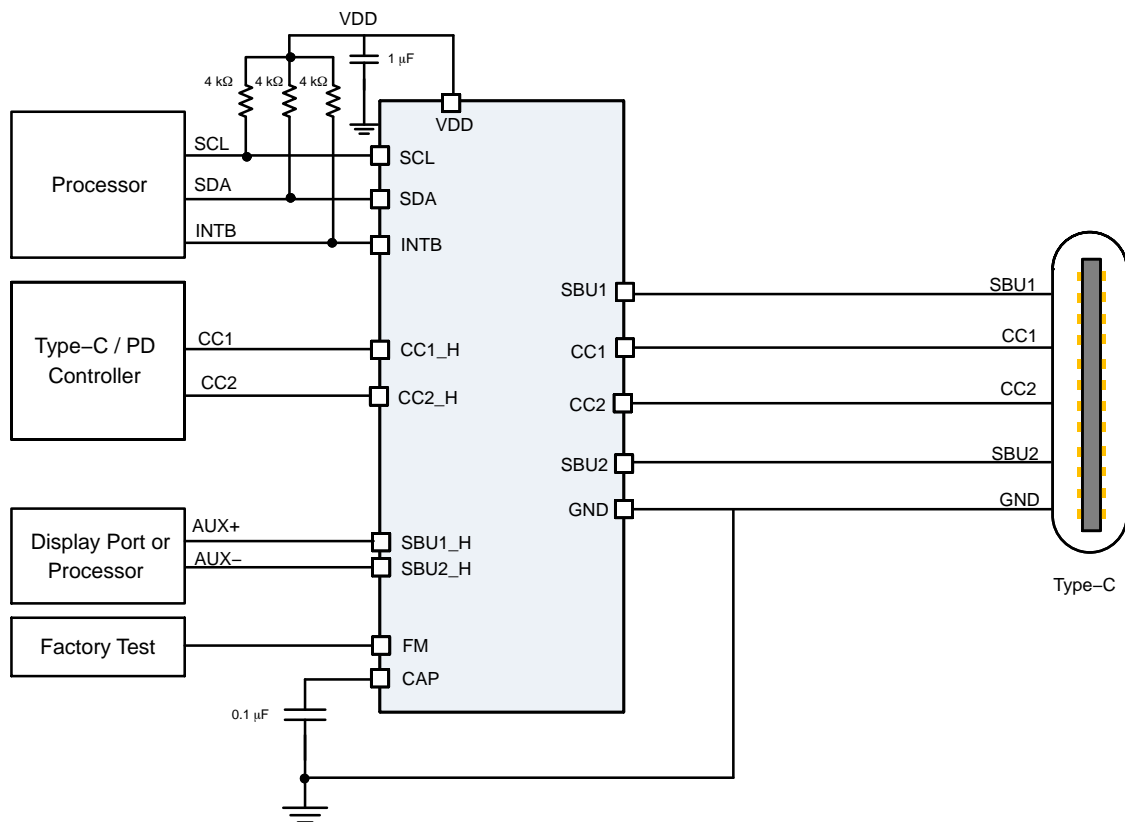 VDD
1 μF
4 kΩ 4 kΩ 4 kΩ
VDD
Processor
SCL
SDA
INTB
SCL
SDA
INTB
Type−C / PD
Controller
CC1
CC2
CC1_H
CC2_H
SBU1
CC1
CC2
SBU2
GND
SBU1
CC1
CC2
SBU2
GND
Type−C
Display Port or
Processor
AUX+
AUX−
SBU1_H
SBU2_H
Factory Test
FM
CAP
0.1 μF